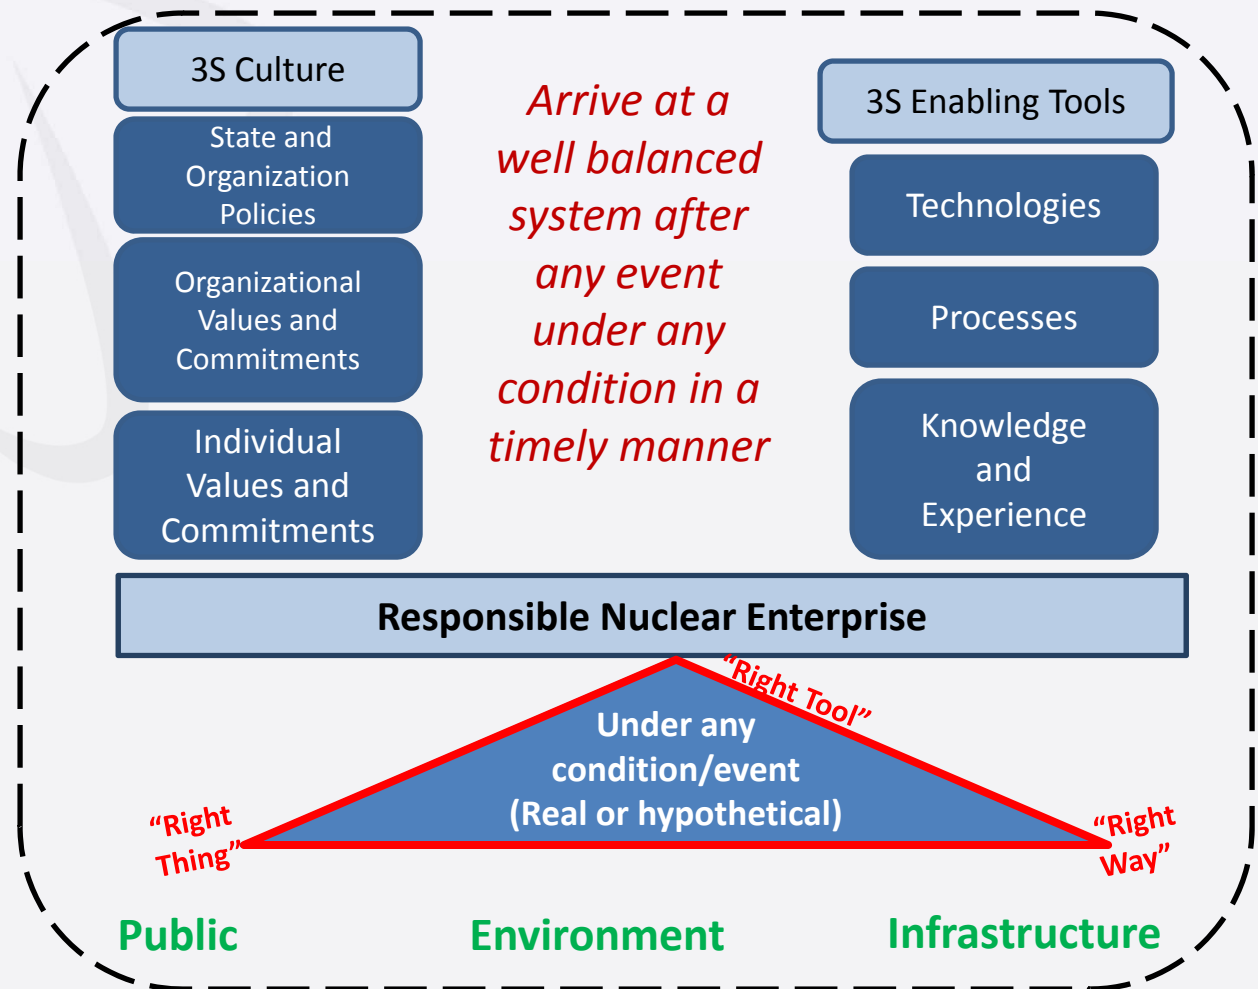 3S Culture
State and
Organization
Policies
Organizational
Values and
Commitments
Individual
Values and
Commitments
Arrive at a
well balanced
system after
any event
under any
condition in a
timely manner
3S Enabling Tools
Technologies
Processes
Knowledge
and
Experience
Responsible Nuclear Enterprise
“Right Tool”
Under any
condition/event
(Real or hypothetical)
“Right
Thing”
“Right
Way”
Public
Environment
Infrastructure